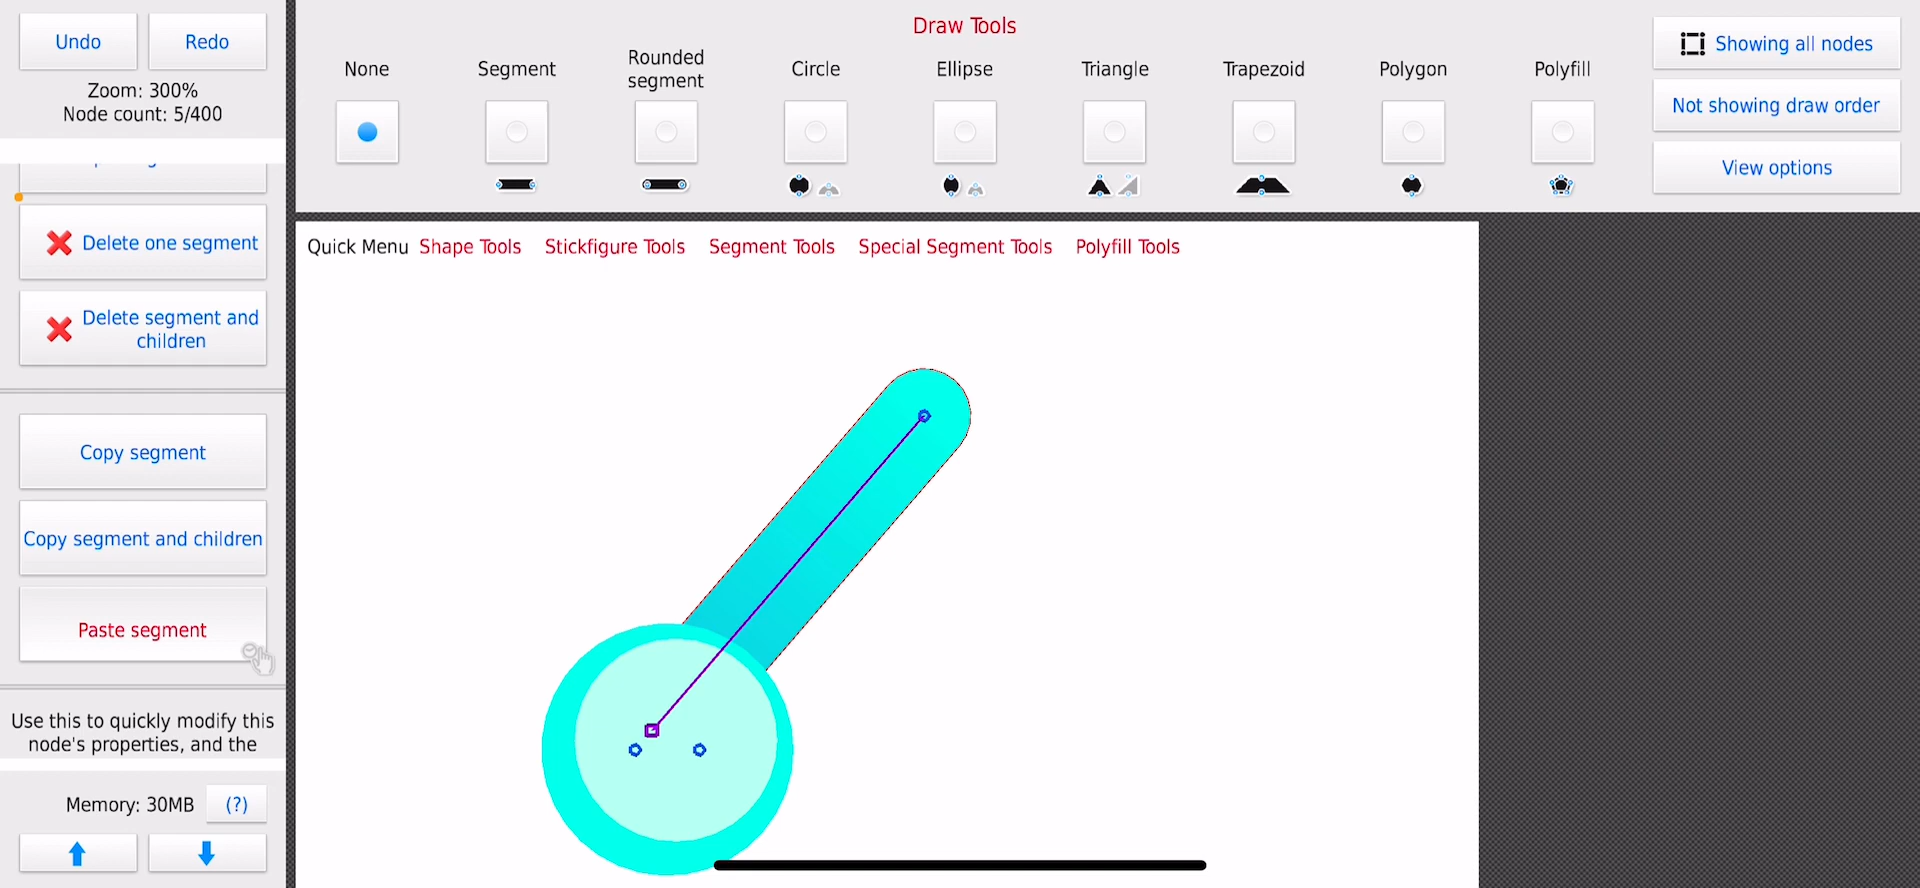 Undo
Redo
Zoom: 300%
Node count: 5/400
Delete one segment
Delete segment and
children
Copy segment
Copy segment and children
Paste segment
Use this to quickly modify this
node's properties, and the
Memory: 30MB
(?)
Draw Tools
None
Segment
Rounded
segment
Circle
Ellipse
Triangle
Trapezoid
Polygon
Polyfill
Showing all nodes
Not showing draw order
View options
Quick Menu
Shape Tools
Stickfigure Tools
Segment Tools
Special Segment Tools
Polyfill Tools